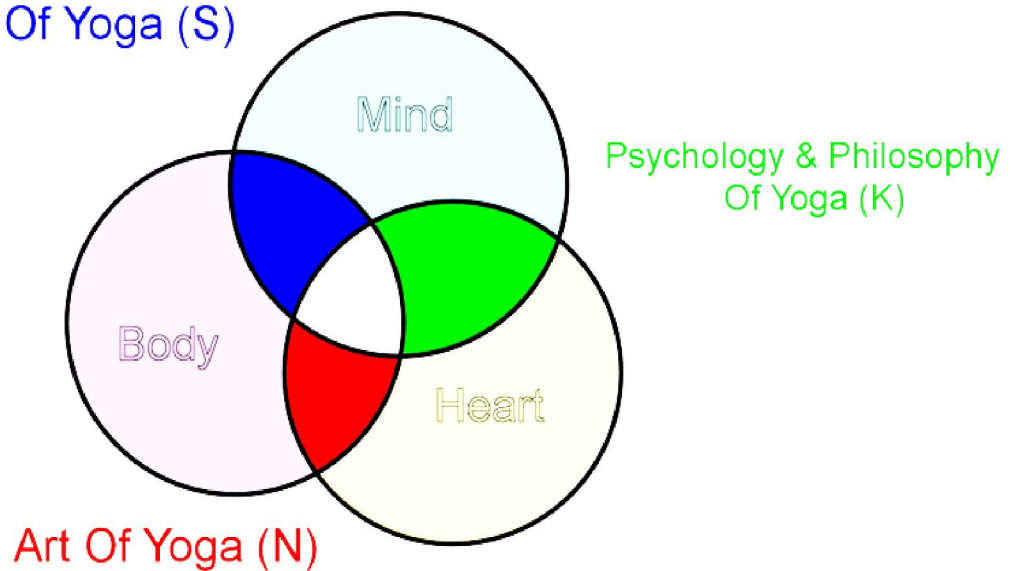 Of Yoga (S)
Mind
Psychology & Philosophy
Of Yoga (K)
Body
Heart
Art Of Yoga (N)